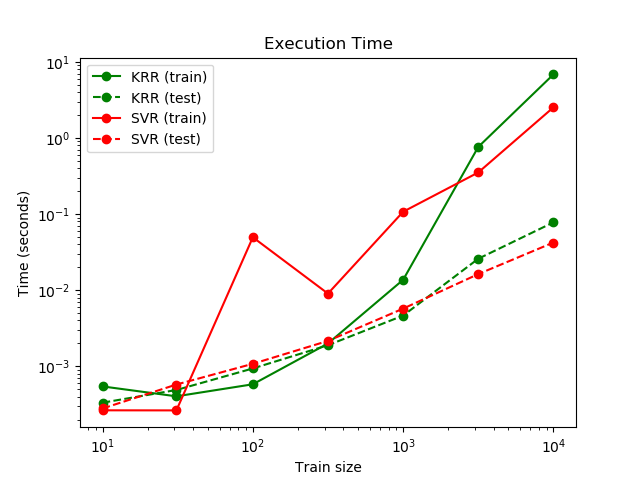 Execution Time
KRR (train)
KRR (test)
SVR (train)
SVR (test)
Time (seconds)
10¹
10⁰
10⁻¹
10⁻²
10⁻³
10¹ 10² 10³ 10⁴
Train size